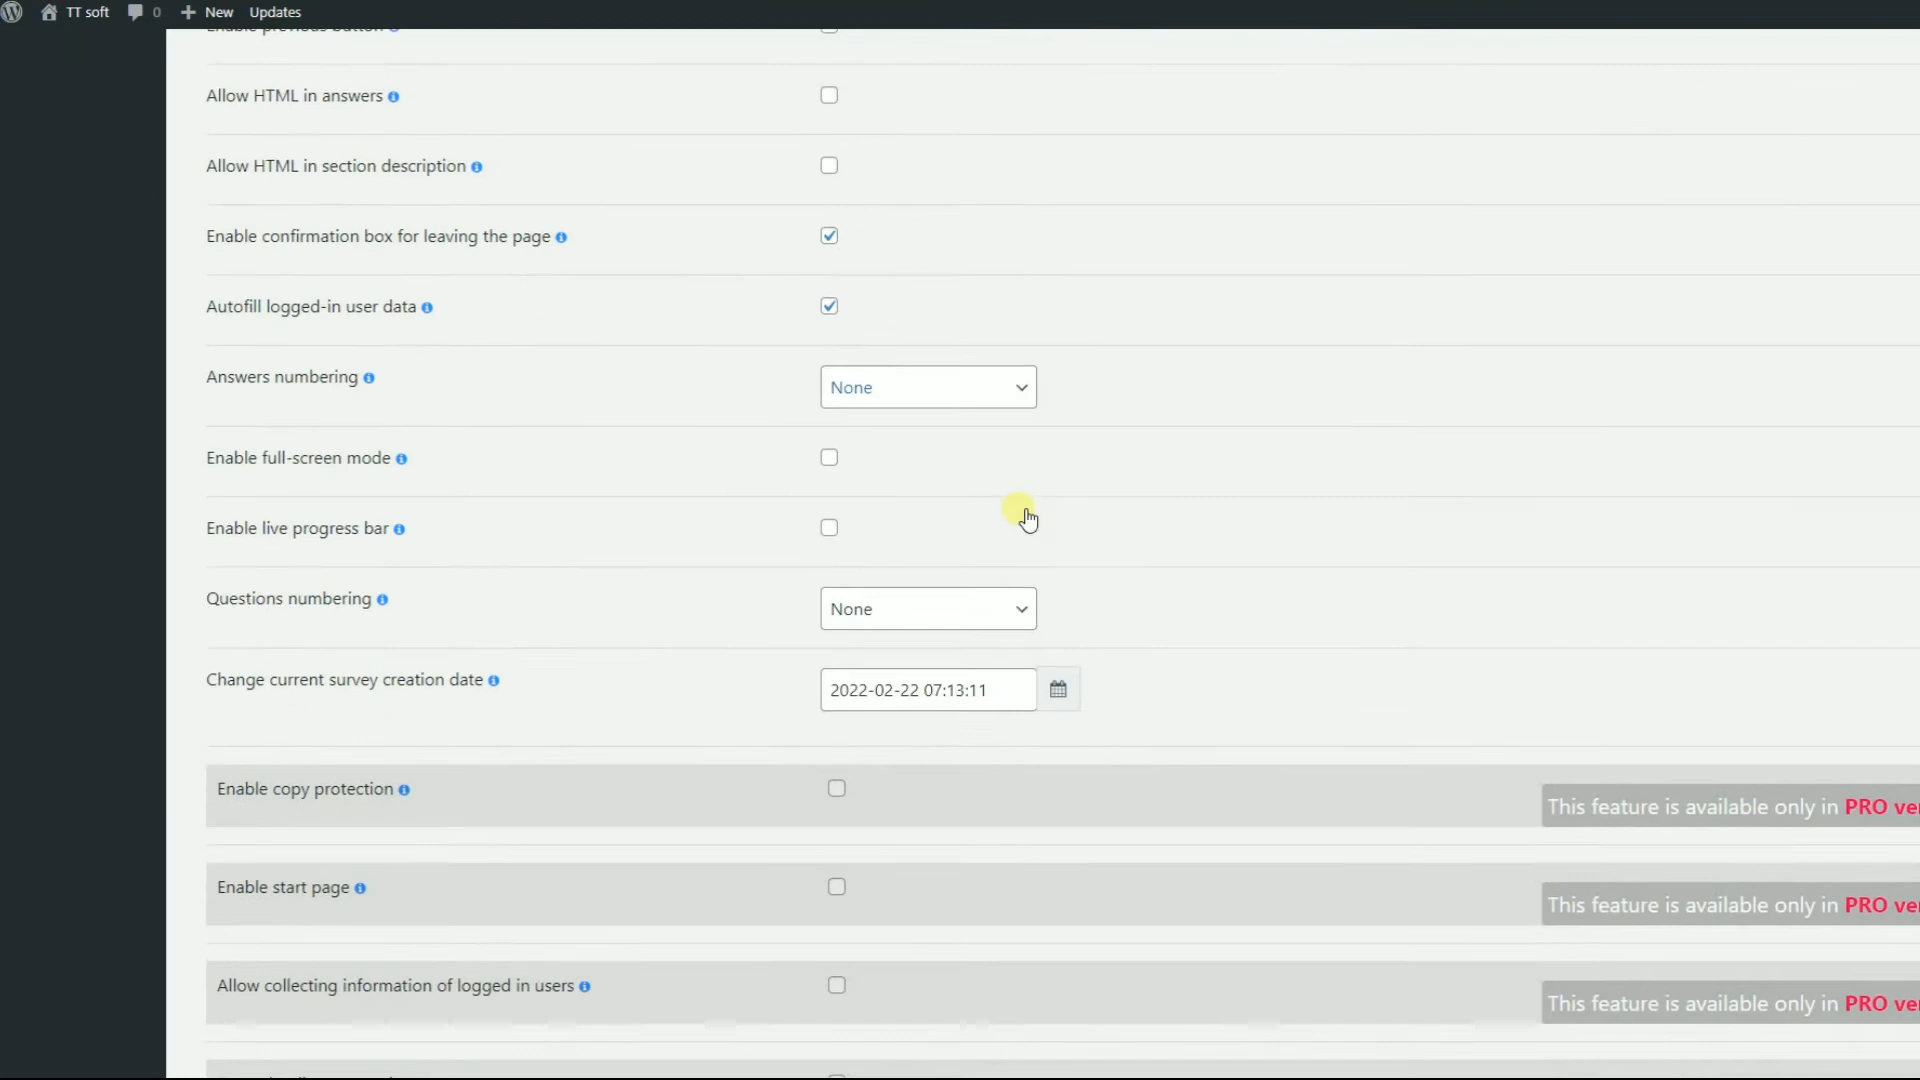 TT soft 0 New Updates
Enable previous button
Allow HTML in answers
Allow HTML in section description
Enable confirmation box for leaving the page
Autofill logged-in user data
Answers numbering None
Enable full-screen mode
Enable live progress bar
Questions numbering None
Change current survey creation date 2022-02-22 07:13:11
Enable copy protection This feature is available only in PRO ve
Enable start page This feature is available only in PRO ve
Allow collecting information of logged in users This feature is available only in PRO ve